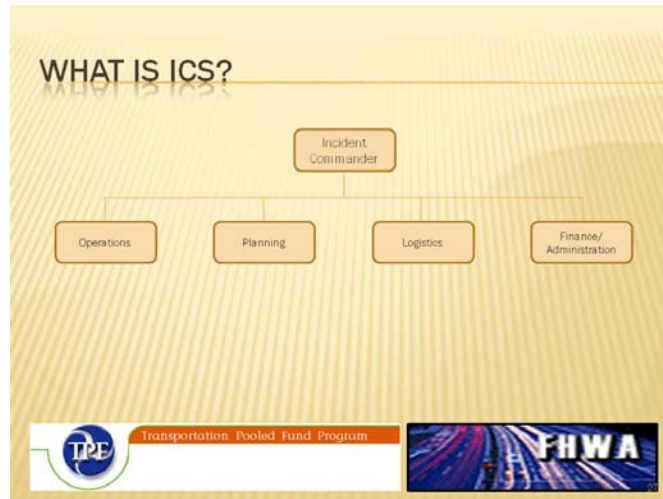 WHAT IS ICS?
Incident
Commander
Operations
Planning
Logistics
Finance/
Administration
TPF
Transportation Pooled Fund Program
FHWA